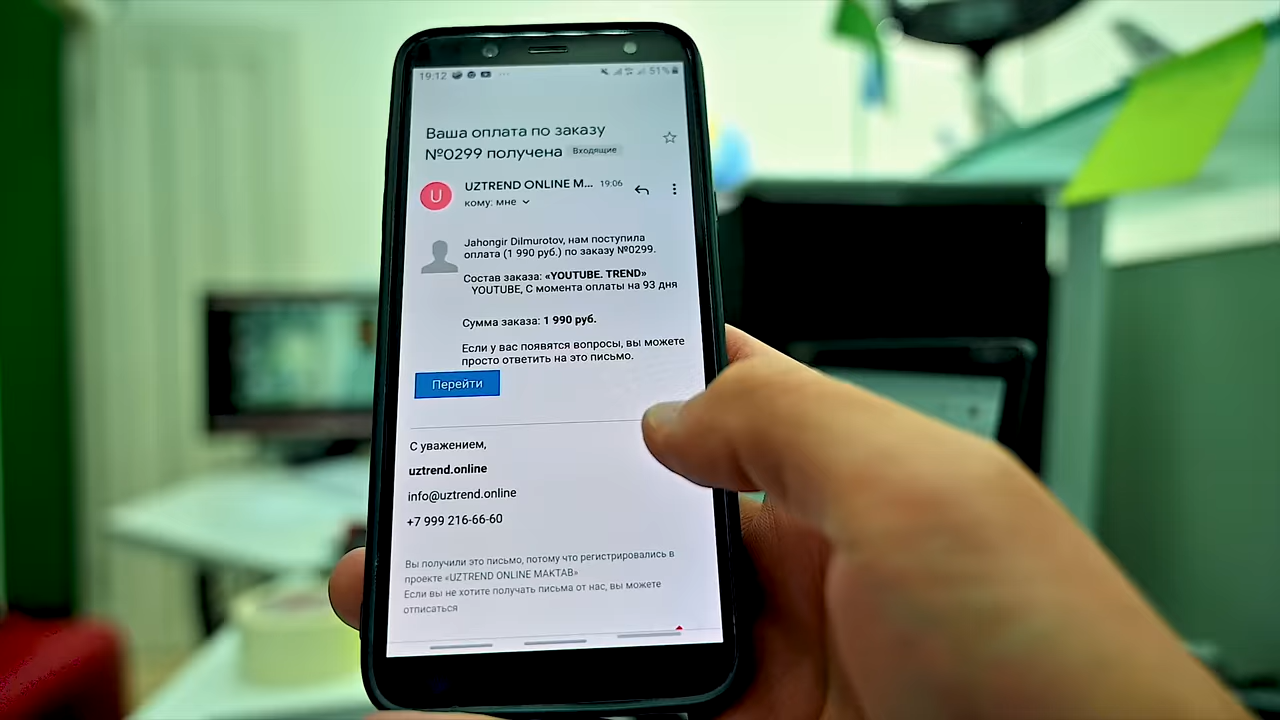 19:12
51%
Ваша оплата по заказу
№0299 получена Входящие
U
UZTREND ONLINE M... 19:06
кому: мне
Jahongir Dilmurotov, нам поступила
оплата (1 990 руб.) по заказу №0299.
Состав заказа: «YOUTUBE. TREND»
YOUTUBE, С момента оплаты на 93 дня
Сумма заказа: 1 990 руб.
Если у вас появятся вопросы, вы можете
просто ответить на это письмо.
Перейти
С уважением,
uztrend.online
info@uztrend.online
+7 999 216-66-60
Вы получили это письмо, потому что регистрировались в
проекте «UZTREND ONLINE MAKTAB»
Если вы не хотите получать письма от нас, вы можете
отписаться